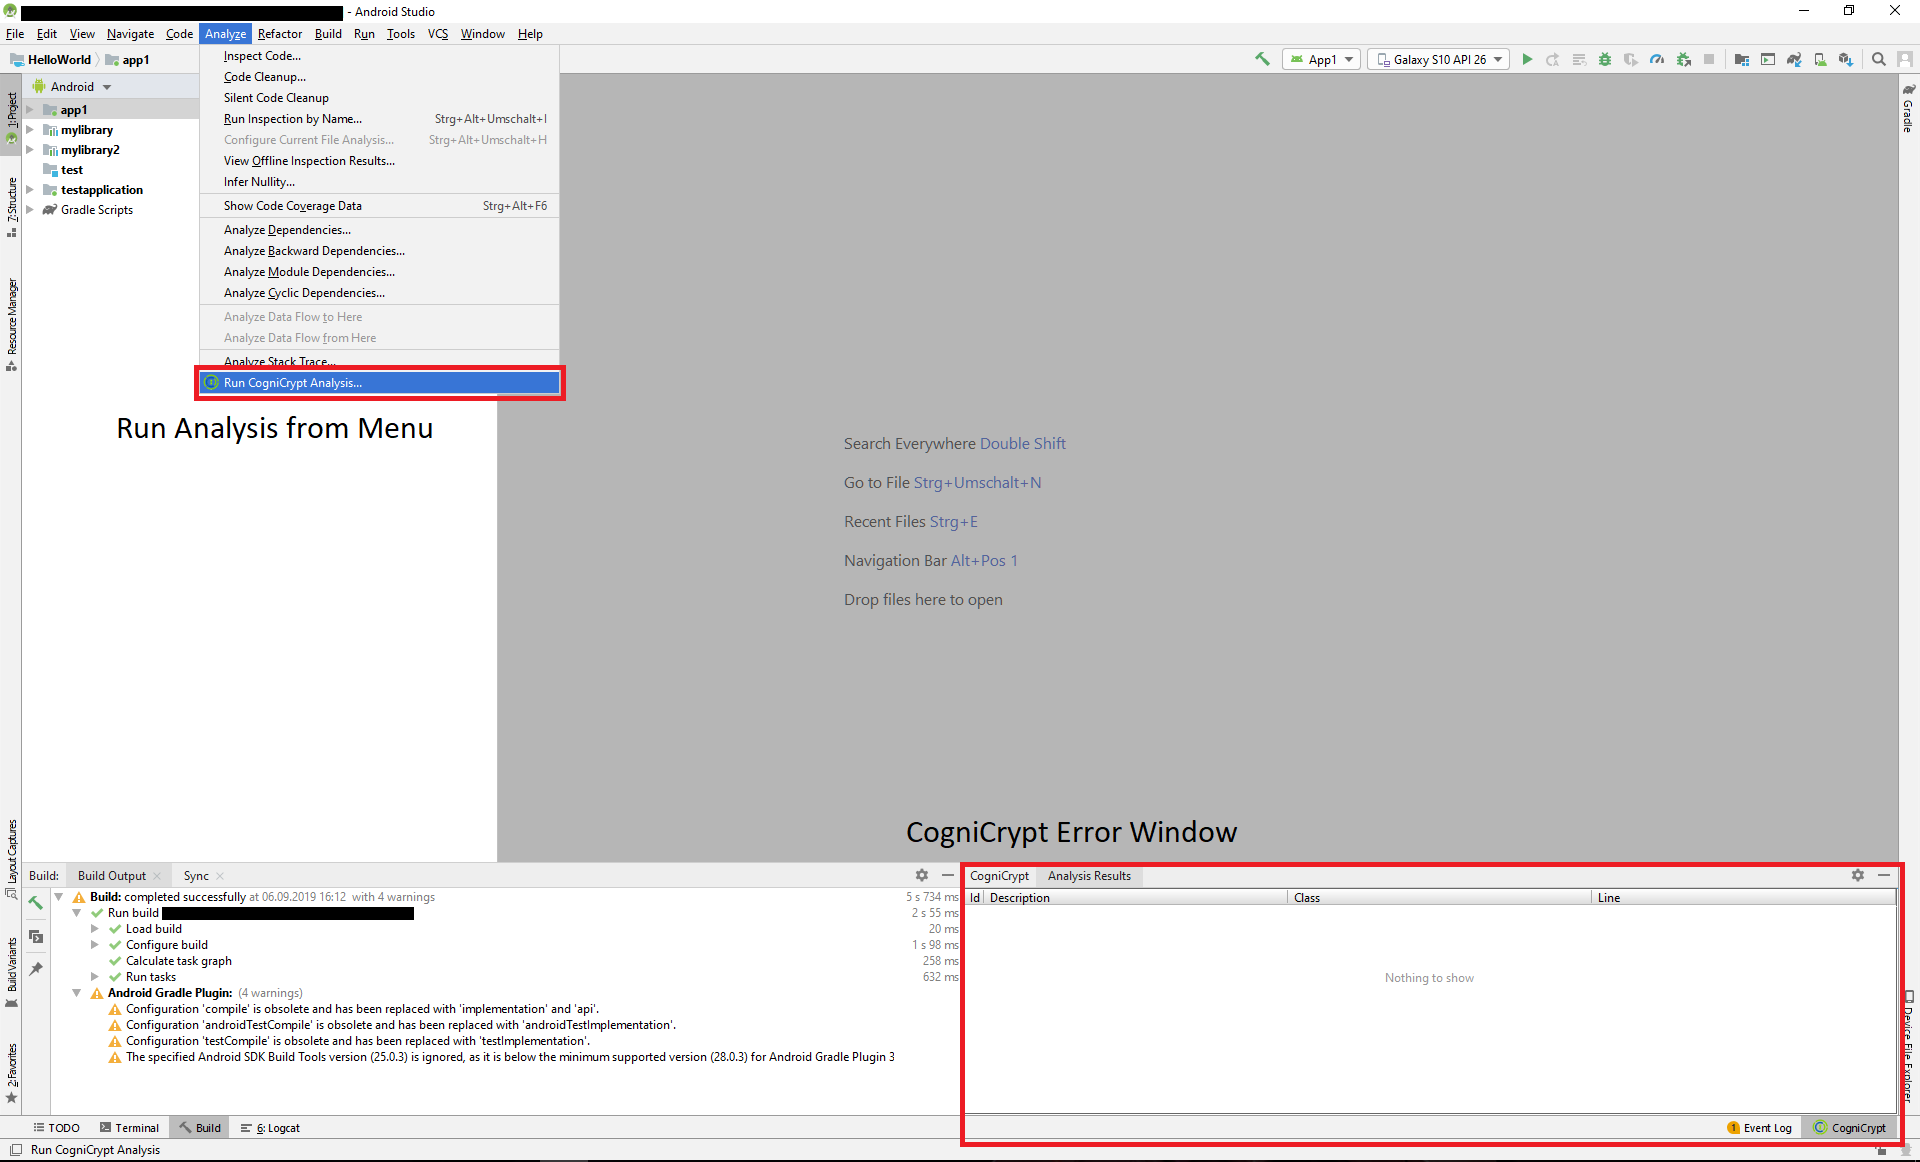 - Android Studio
File Edit View Navigate Code Analyze Refactor Build Run Tools VCS Window Help
HelloWorld app1
App1 Galaxy S10 API 26
Android
app1
mylibrary
mylibrary2
test
testapplication
Gradle Scripts
1: Project
7: Structure
Resource Manager
Layout Captures
Build Variants
2: Favorites
Inspect Code...
Code Cleanup...
Silent Code Cleanup
Run Inspection by Name... Strg+Alt+Umschalt+I
Configure Current File Analysis... Strg+Alt+Umschalt+H
View Offline Inspection Results...
Infer Nullity...
Show Code Coverage Data Strg+Alt+F6
Analyze Dependencies...
Analyze Backward Dependencies...
Analyze Module Dependencies...
Analyze Cyclic Dependencies...
Analyze Data Flow to Here
Analyze Data Flow from Here
Analyze Stack Trace...
Run CogniCrypt Analysis...
Run Analysis from Menu
Search Everywhere Double Shift
Go to File Strg+Umschalt+N
Recent Files Strg+E
Navigation Bar Alt+Pos 1
Drop files here to open
Gradle
Device File Explorer
CogniCrypt Error Window
Build: Build Output Sync
Build: completed successfully at 06.09.2019 16:12 with 4 warnings 5 s 734 ms
Run build 2 s 55 ms
Load build 20 ms
Configure build 1 s 98 ms
Calculate task graph 258 ms
Run tasks 632 ms
Android Gradle Plugin: (4 warnings)
Configuration 'compile' is obsolete and has been replaced with 'implementation' and 'api'.
Configuration 'androidTestCompile' is obsolete and has been replaced with 'androidTestImplementation'.
Configuration 'testCompile' is obsolete and has been replaced with 'testImplementation'.
The specified Android SDK Build Tools version (25.0.3) is ignored, as it is below the minimum supported version (28.0.3) for Android Gradle Plugin 3
CogniCrypt Analysis Results
Id Description Class Line
Nothing to show
TODO Terminal Build 6: Logcat
1 Event Log CogniCrypt
Run CogniCrypt Analysis